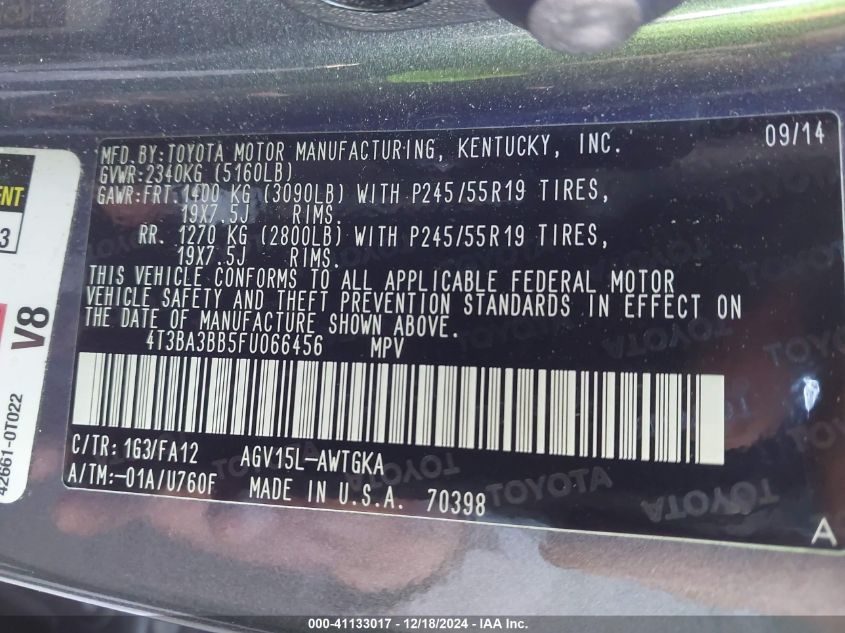 MFD.BY:TOYOTA MOTOR MANUFACTURING, KENTUCKY, INC. 09/14
GVWR:2340KG (5160LB)
GAWR:FRT.1400 KG (3090LB) WITH P245/55R19 TIRES,
19X7.5J RIMS.
RR. 1270 KG (2800LB) WITH P245/55R19 TIRES,
19X7.5J RIMS.
THIS VEHICLE CONFORMS TO ALL APPLICABLE FEDERAL MOTOR
VEHICLE SAFETY AND THEFT PREVENTION STANDARDS IN EFFECT ON
THE DATE OF MANUFACTURE SHOWN ABOVE.
4T3BA3BB5FU066456 MPV
C/TR: 1G3/FA12 AGV15L-AWTGKA
A/TM:-01A/U760F MADE IN U.S.A. 70398
A
3
V8
42661-0T022
TOYOTA
000-41133017 - 12/18/2024 - IAA Inc.